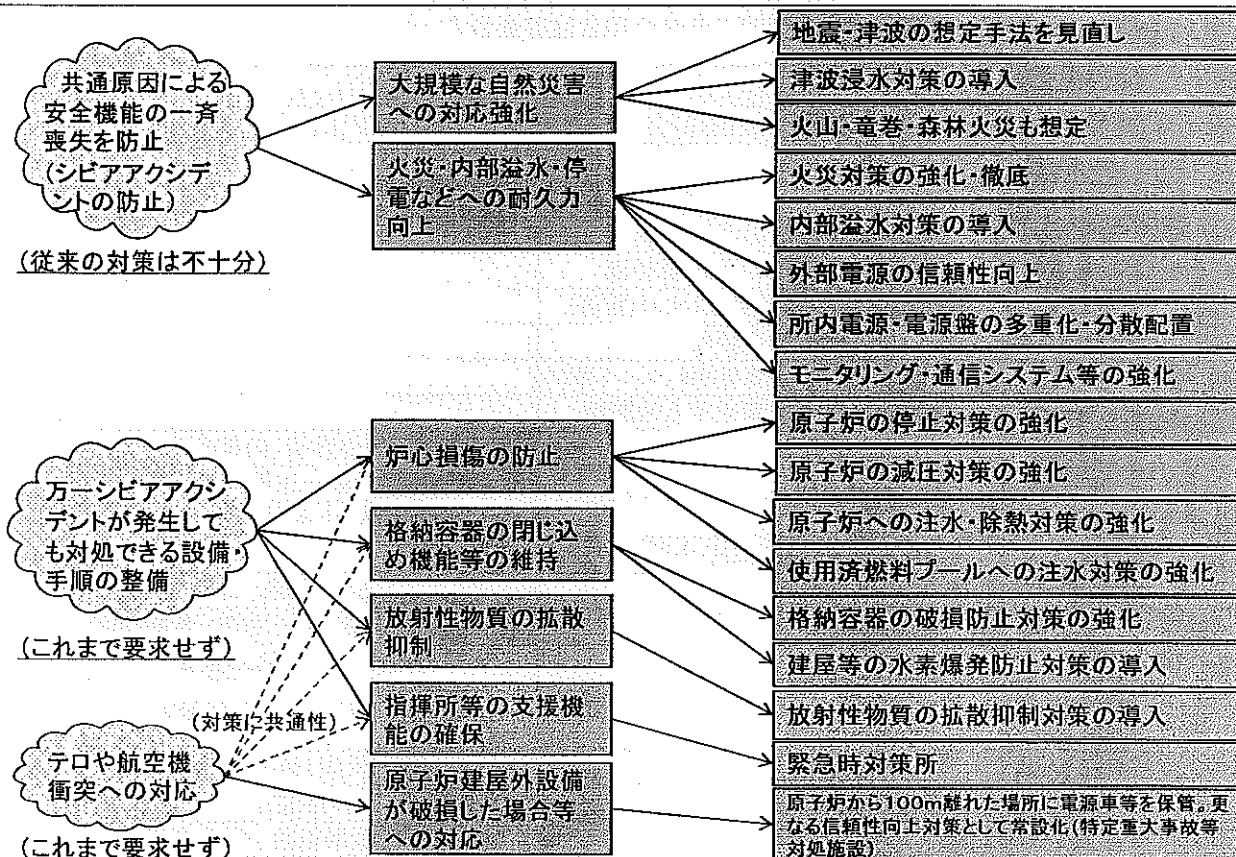 共通原因による
安全機能の一斉
喪失を防止
(シビアアクシデ
ントの防止)
(従来の対策は不十分)
大規模な自然災害
への対応強化
火災・内部溢水・停
電などへの耐久力
向上
地震・津波の想定手法を見直し
津波浸水対策の導入
火山・竜巻・森林火災も想定
火災対策の強化・徹底
内部溢水対策の導入
外部電源の信頼性向上
所内電源・電源盤の多重化・分散配置
モニタリング・通信システム等の強化
万一シビアアクシ
デントが発生して
も対処できる設備・
手順の整備
(これまで要求せず)
炉心損傷の防止
格納容器の閉じ込
め機能等の維持
放射性物質の拡散
抑制
指揮所等の支援機
能の確保
原子炉の停止対策の強化
原子炉の減圧対策の強化
原子炉への注水・除熱対策の強化
使用済燃料プールへの注水対策の強化
格納容器の破損防止対策の強化
建屋等の水素爆発防止対策の導入
放射性物質の拡散抑制対策の導入
緊急時対策所
(対策に共通性)
テロや航空機
衝突への対応
(これまで要求せず)
原子炉建屋外設備
が破損した場合等
への対応
原子炉から100m離れた場所に電源車等を保管。更
なる信頼性向上対策として常設化(特定重大事故等
対処施設)